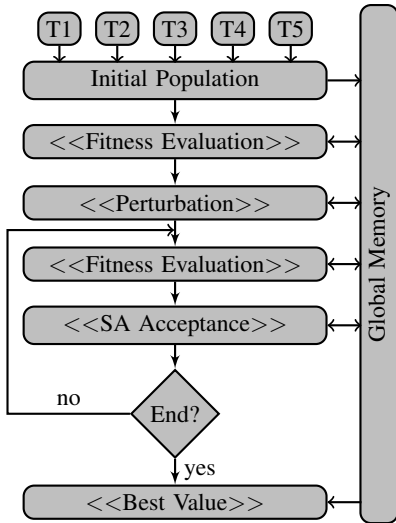 T1 T2 T3 T4 T5
Initial Population
<<Fitness Evaluation>>
<<Perturbation>>
<<Fitness Evaluation>>
<<SA Acceptance>>
End?
no
yes
<<Best Value>>
Global Memory